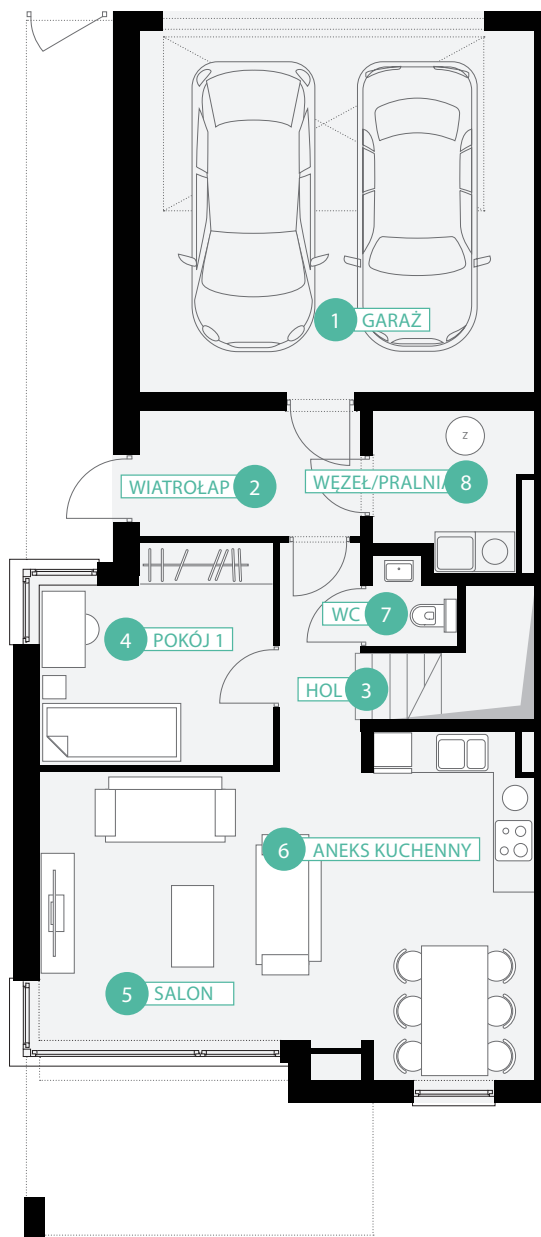 1 GARAŻ
Z
WIATROŁAP 2
WĘZEŁ/PRALNIA 8
WC 7
4 POKÓJ 1
HOL 3
6 ANEKS KUCHENNY
5 SALON